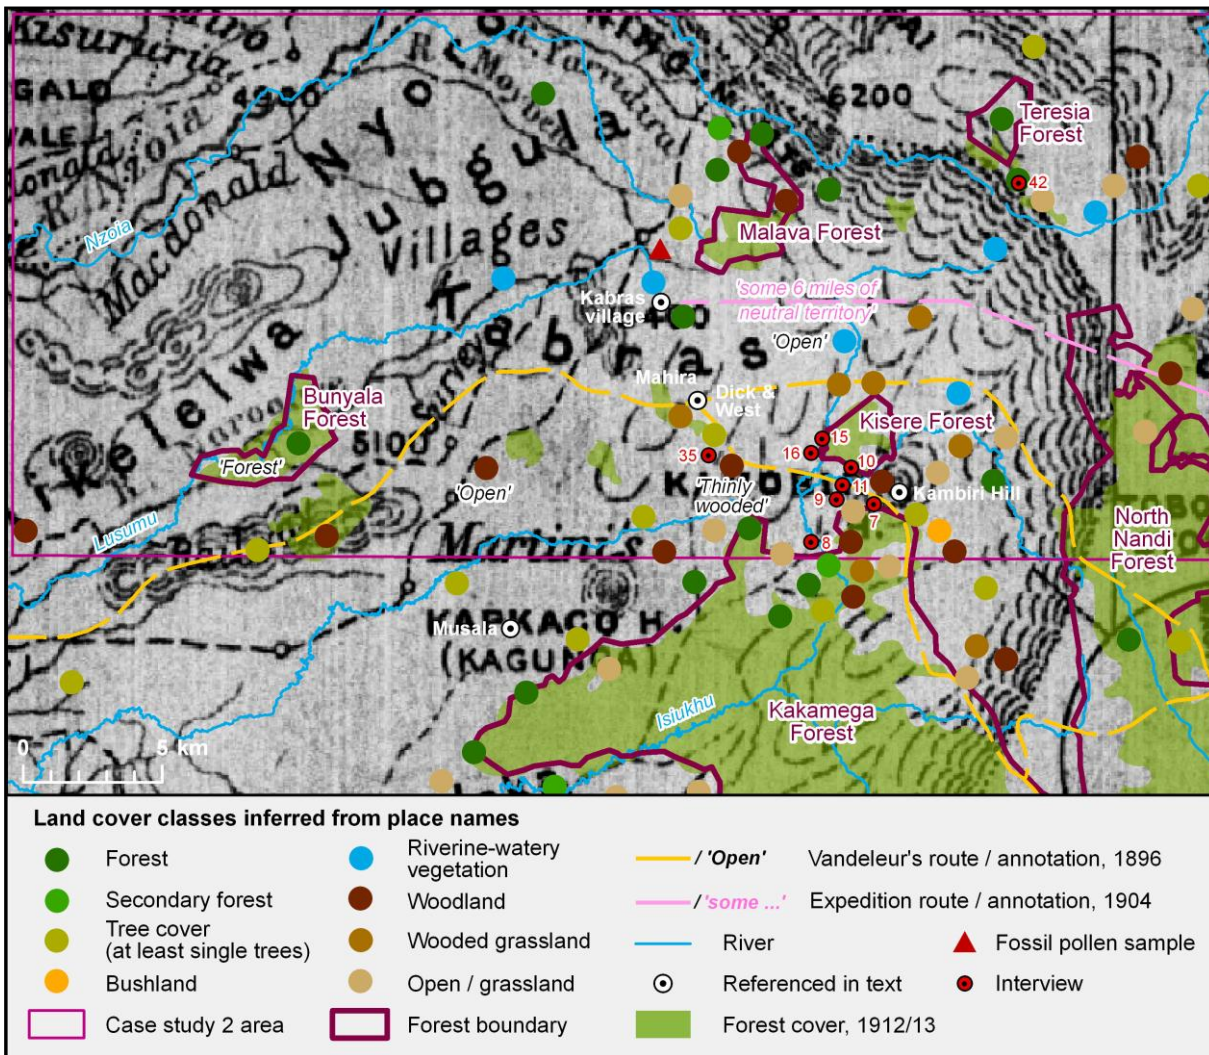 Kisururia
GALO
4900
6200
Teresia
Forest
42
R. Nzoia
Macdonald
Nzoia
Villages
Malava Forest
Kabras
village
'some 6 miles of
neutral territory'
'Open'
Kabras
Mahira
Dick &
West
Bunyala
Forest
Kisere Forest
5100
15
16
35
10
'Forest'
'Open'
'Thinly
wooded'
11
9
7
Kambiri Hill
8
Lusumu
North
Nandi
Forest
Musala
KARKAGO H.
(KAGUNGA)
Isiukhu
Kakamega
Forest
0 5 km
Land cover classes inferred from place names
Forest
Secondary forest
Tree cover
(at least single trees)
Bushland
Case study 2 area
Riverine-watery
vegetation
Woodland
Wooded grassland
Open / grassland
Forest boundary
/ 'Open' Vandeleur's route / annotation, 1896
/ 'some ...' Expedition route / annotation, 1904
River
Fossil pollen sample
Referenced in text
Interview
Forest cover, 1912/13